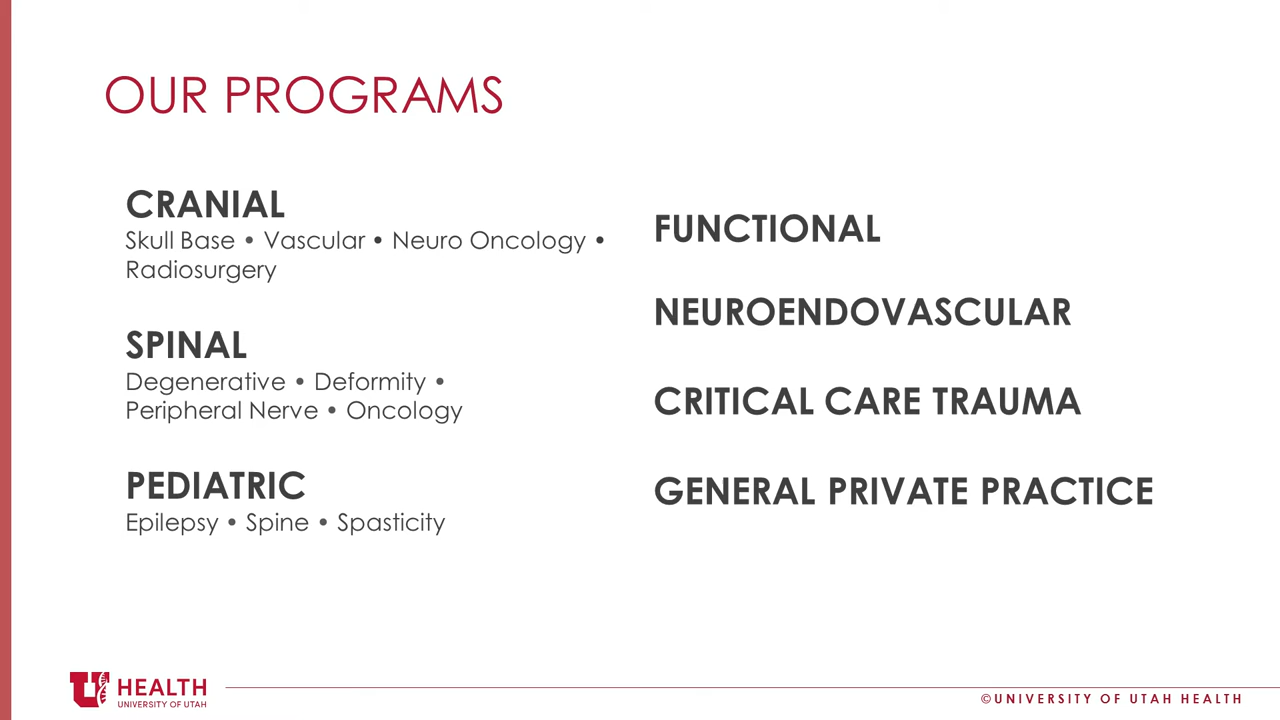 OUR PROGRAMS
CRANIAL
Skull Base • Vascular • Neuro Oncology •
Radiosurgery
SPINAL
Degenerative • Deformity •
Peripheral Nerve • Oncology
PEDIATRIC
Epilepsy • Spine • Spasticity
FUNCTIONAL
NEUROENDOVASCULAR
CRITICAL CARE TRAUMA
GENERAL PRIVATE PRACTICE
U HEALTH
UNIVERSITY OF UTAH
©UNIVERSITY OF UTAH HEALTH